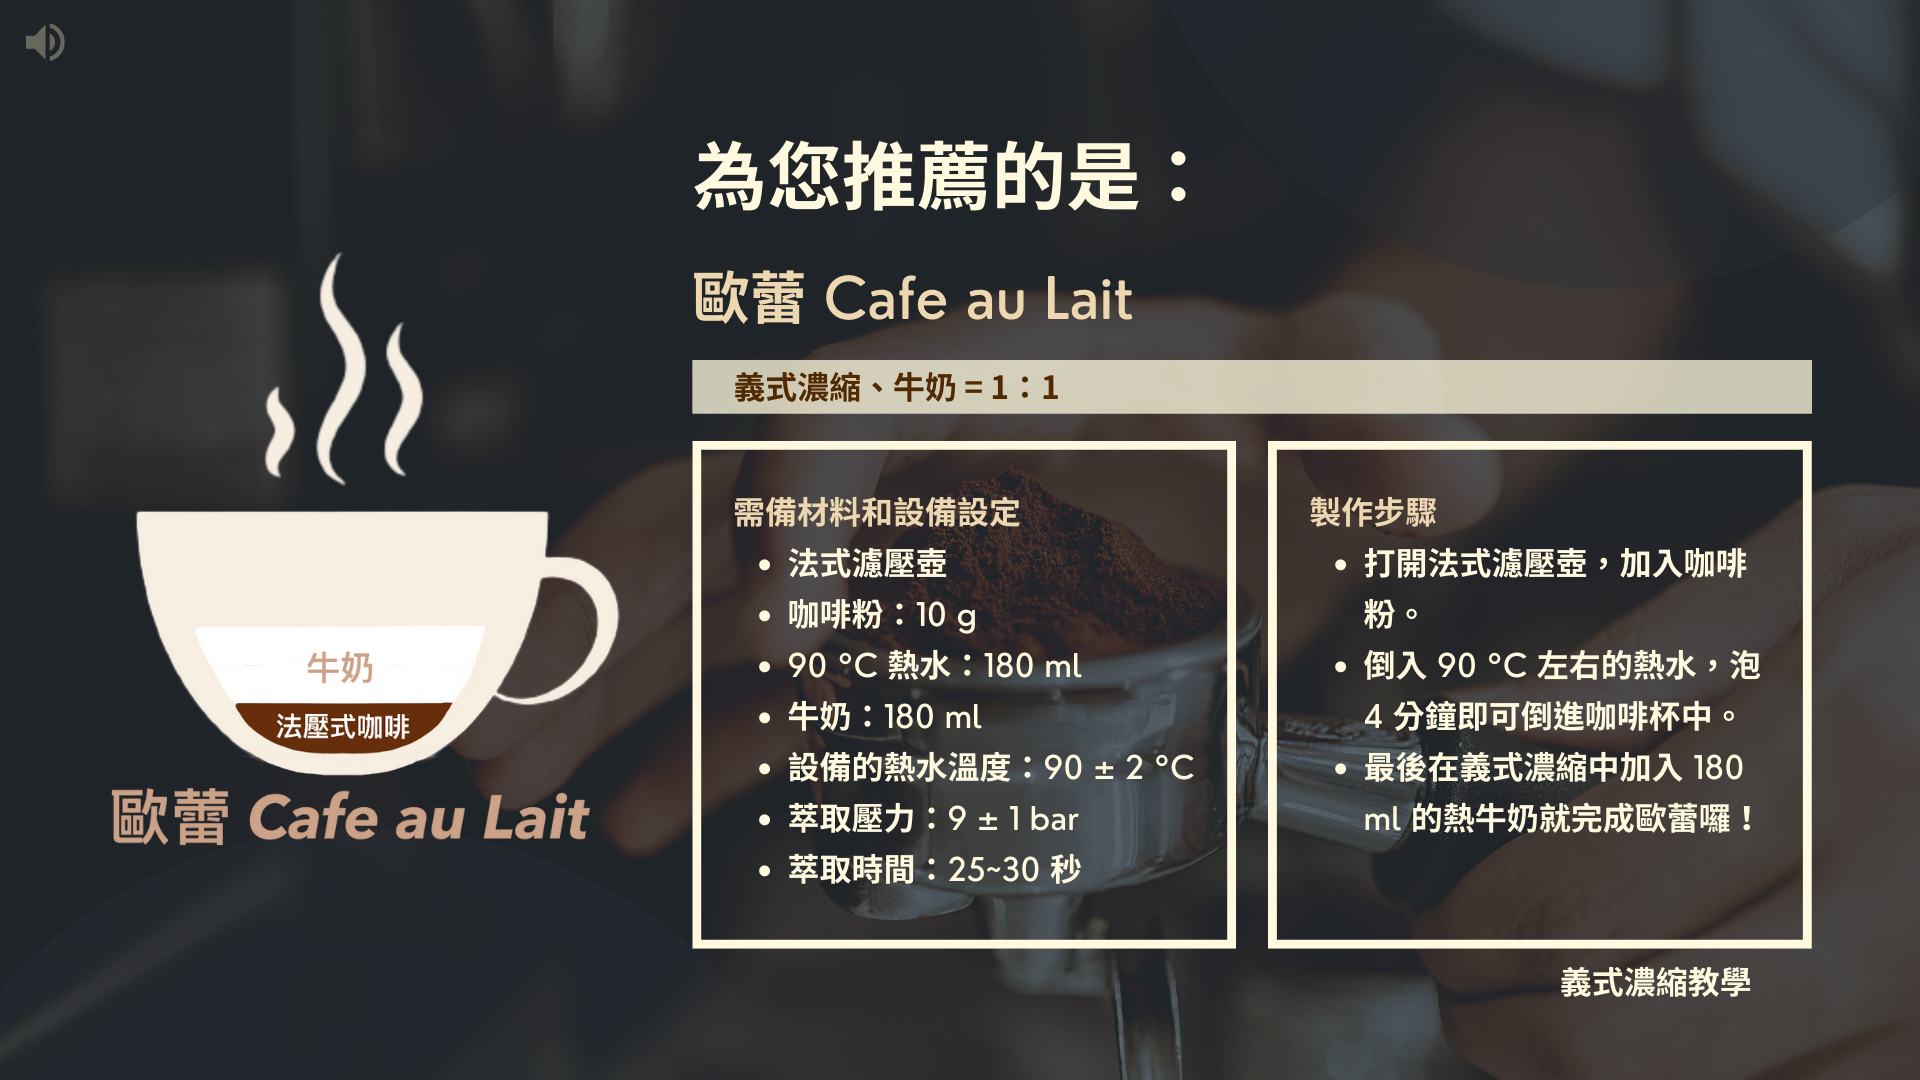 為您推薦的是：
歐蕾 Cafe au Lait
義式濃縮、牛奶 = 1：1
需備材料和設備設定
• 法式濾壓壺
• 咖啡粉：10 g
• 90 °C 熱水：180 ml
• 牛奶：180 ml
• 設備的熱水溫度：90 ± 2 °C
• 萃取壓力：9 ± 1 bar
• 萃取時間：25~30 秒
製作步驟
• 打開法式濾壓壺，加入咖啡
粉。
• 倒入 90 °C 左右的熱水，泡
4 分鐘即可倒進咖啡杯中。
• 最後在義式濃縮中加入 180
ml 的熱牛奶就完成歐蕾囉！
牛奶
法壓式咖啡
歐蕾 Cafe au Lait
義式濃縮教學